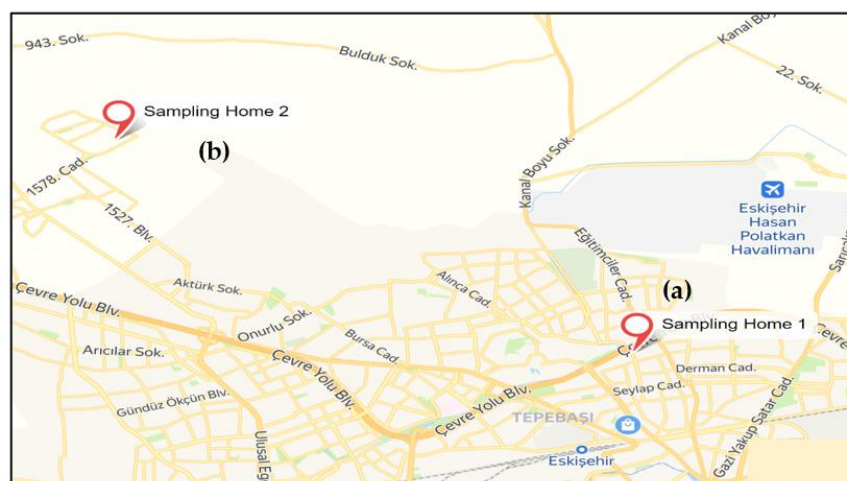 943. Sok.
Bulduk Sok.
Kanal Boyu
22. Sok.
Sampling Home 2
(b)
1578. Cad.
1527. Blv.
Kanal Boyu Sok.
Eskişehir
Hasan
Polatkan
Havalimanı
Eğitimciler Cad.
Aktürk Sok.
Alınca Cad.
(a)
Sampling Home 1
Çevre Yolu Blv.
Onurlu Sok.
Bursa Cad.
Arıcılar Sok.
Çevre Yolu Blv.
Derman Cad.
Seylap Cad.
Gündüz Ökçün Blv.
Çevre Yolu Blv.
TEPEBAŞI
Ulusal Eg
Eskişehir
Gazi Yakup Satar Cad.